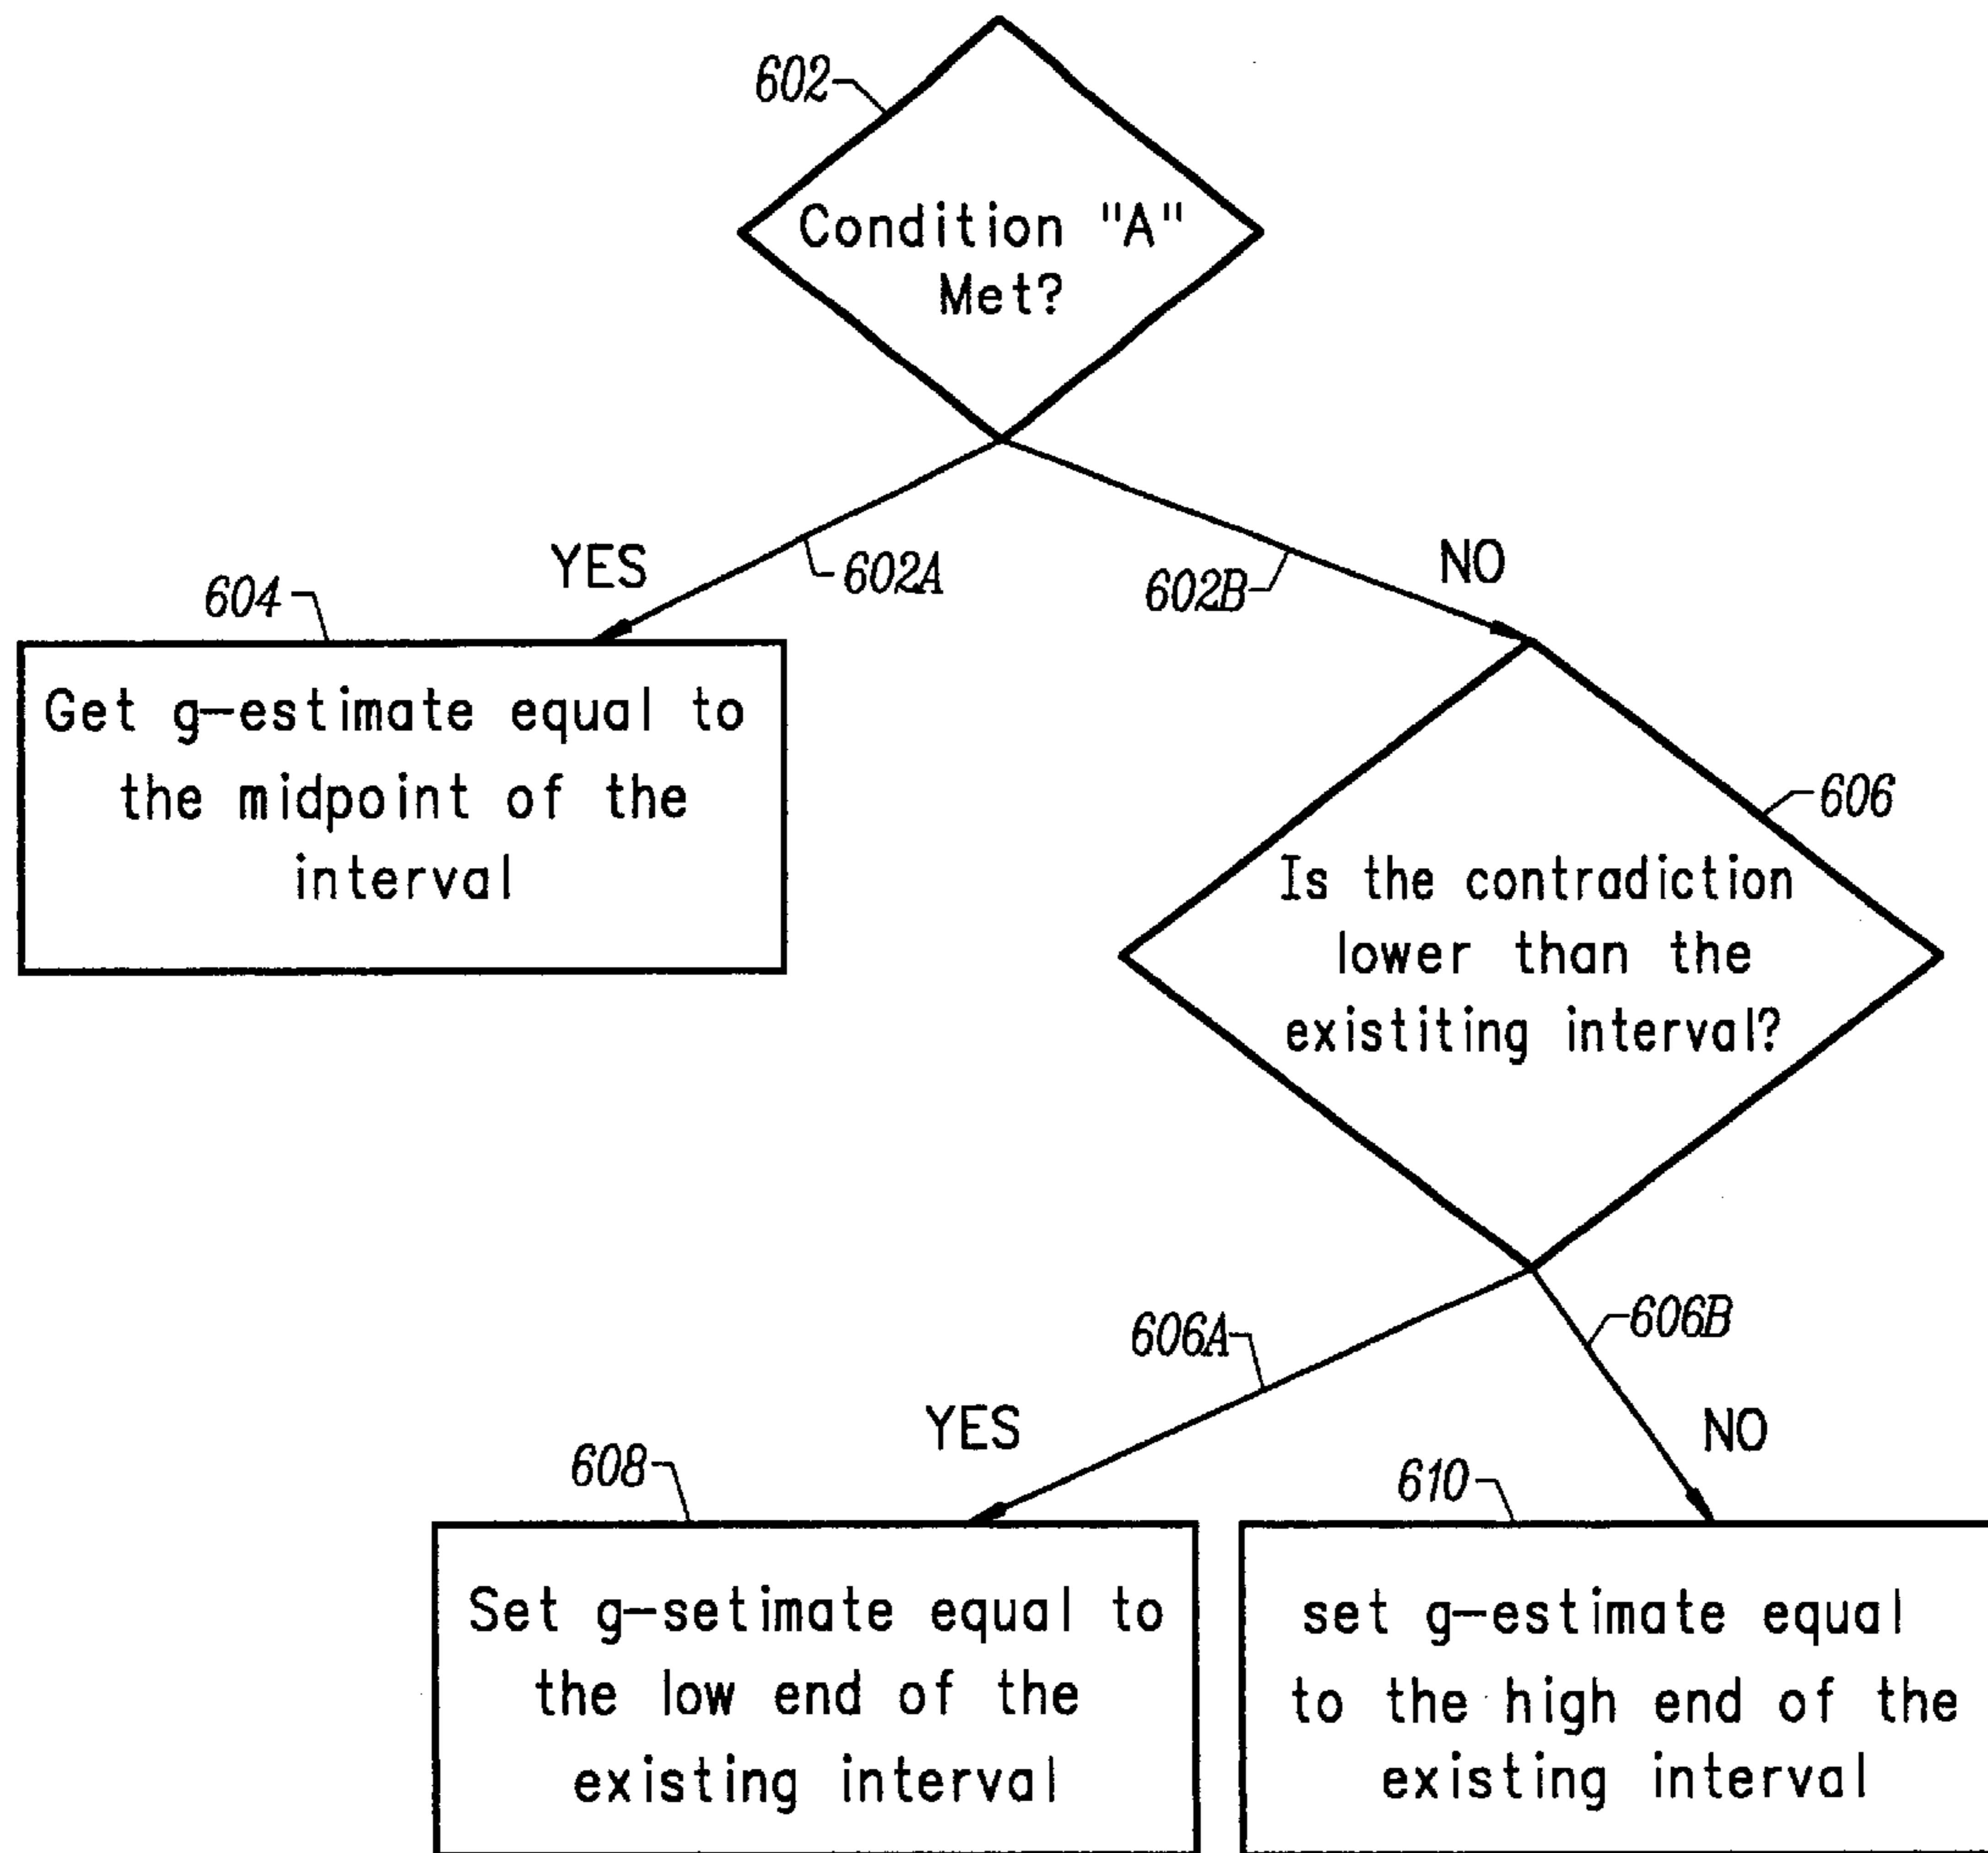 602
Condition "A"
Met?
YES
602A
602B
NO
604
Get g-estimate equal to
the midpoint of the
interval
606
Is the contradiction
lower than the
existiting interval?
606A
606B
YES
NO
608
610
Set g-setimate equal to
the low end of the
existing interval
set g-estimate equal
to the high end of the
existing interval